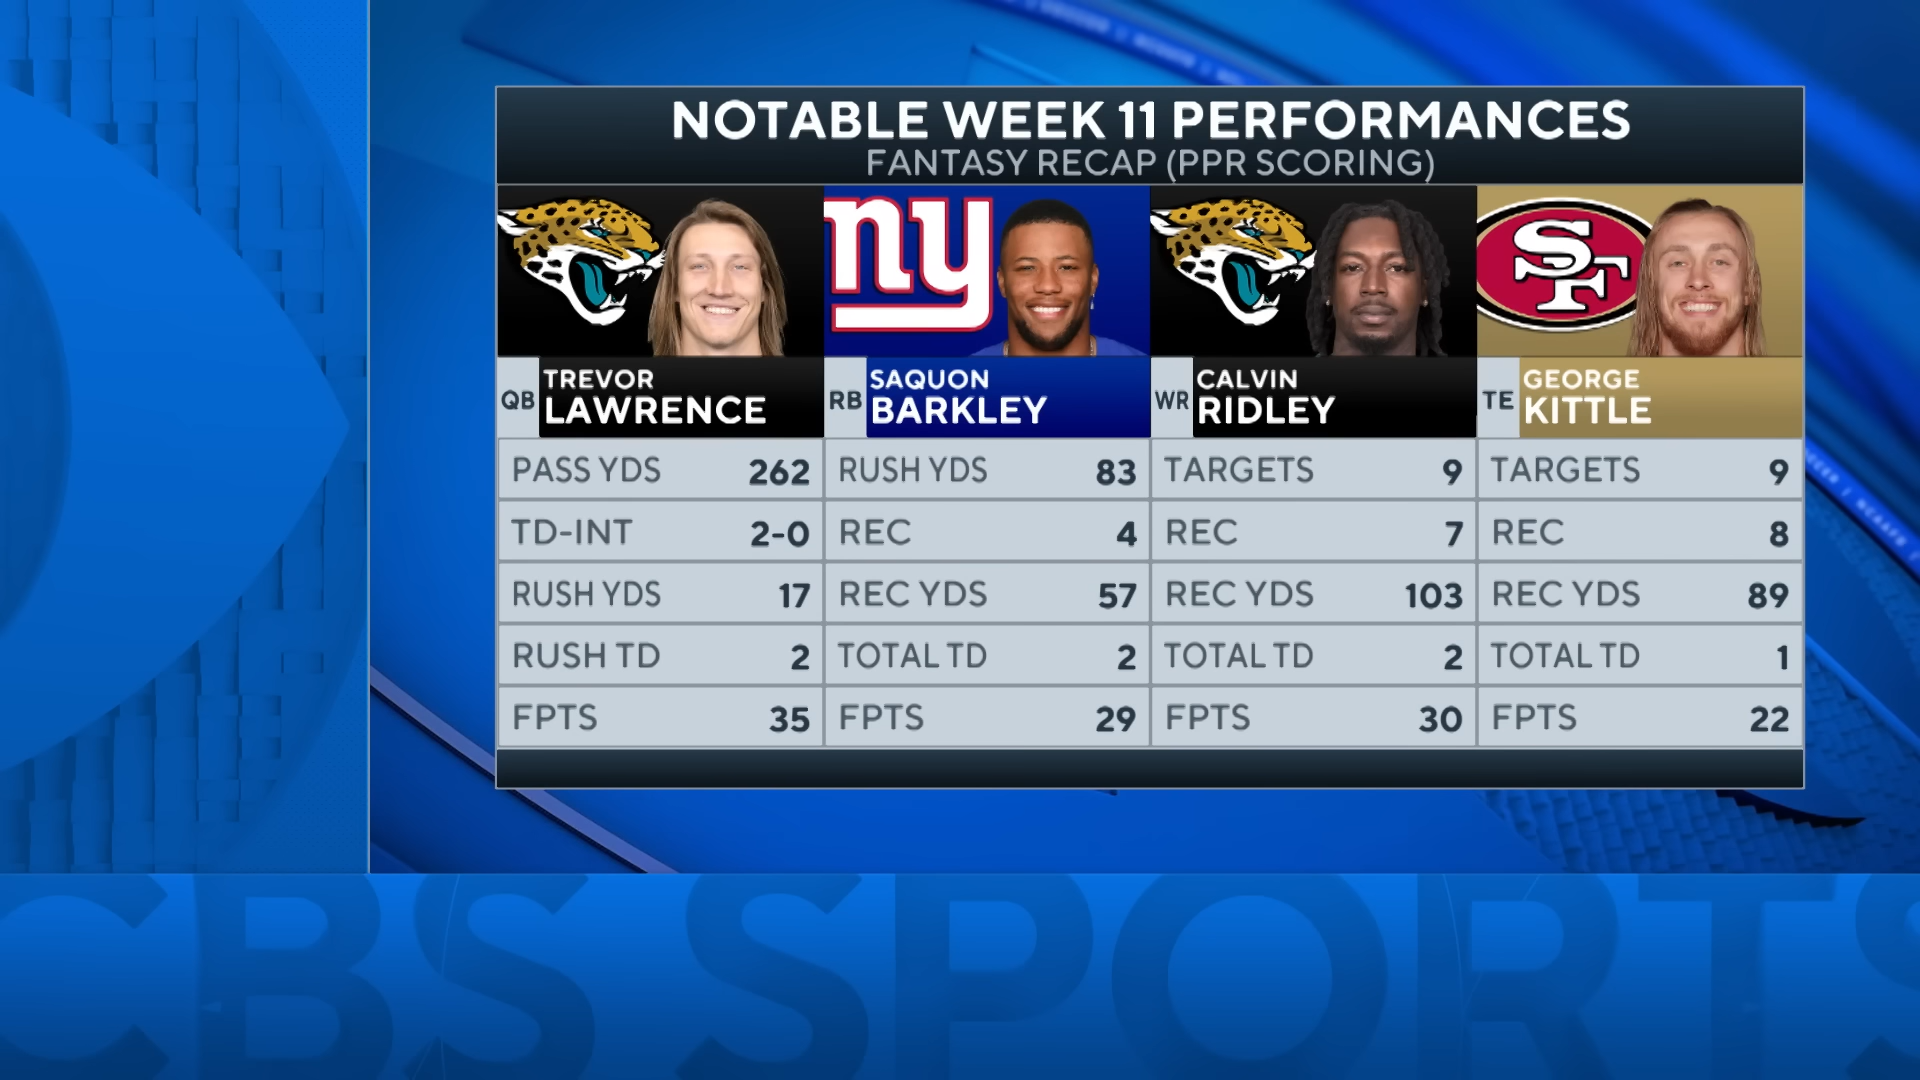 NOTABLE WEEK 11 PERFORMANCES
FANTASY RECAP (PPR SCORING)
ny
SF
QB TREVOR LAWRENCE
RB SAQUON BARKLEY
WR CALVIN RIDLEY
TE GEORGE KITTLE
PASS YDS 262 RUSH YDS 83 TARGETS 9 TARGETS 9
TD-INT 2-0 REC 4 REC 7 REC 8
RUSH YDS 17 REC YDS 57 REC YDS 103 REC YDS 89
RUSH TD 2 TOTAL TD 2 TOTAL TD 2 TOTAL TD 1
FPTS 35 FPTS 29 FPTS 30 FPTS 22
CBS SPORTS